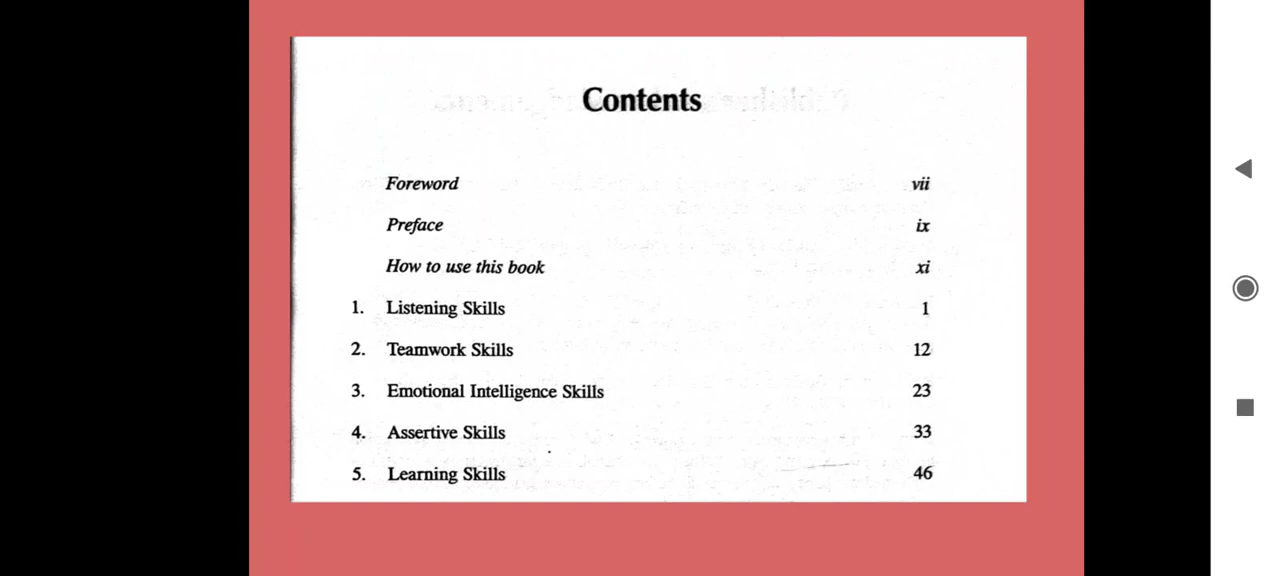 Contents
Foreword vii
Preface ix
How to use this book xi
1. Listening Skills 1
2. Teamwork Skills 12
3. Emotional Intelligence Skills 23
4. Assertive Skills 33
5. Learning Skills 46